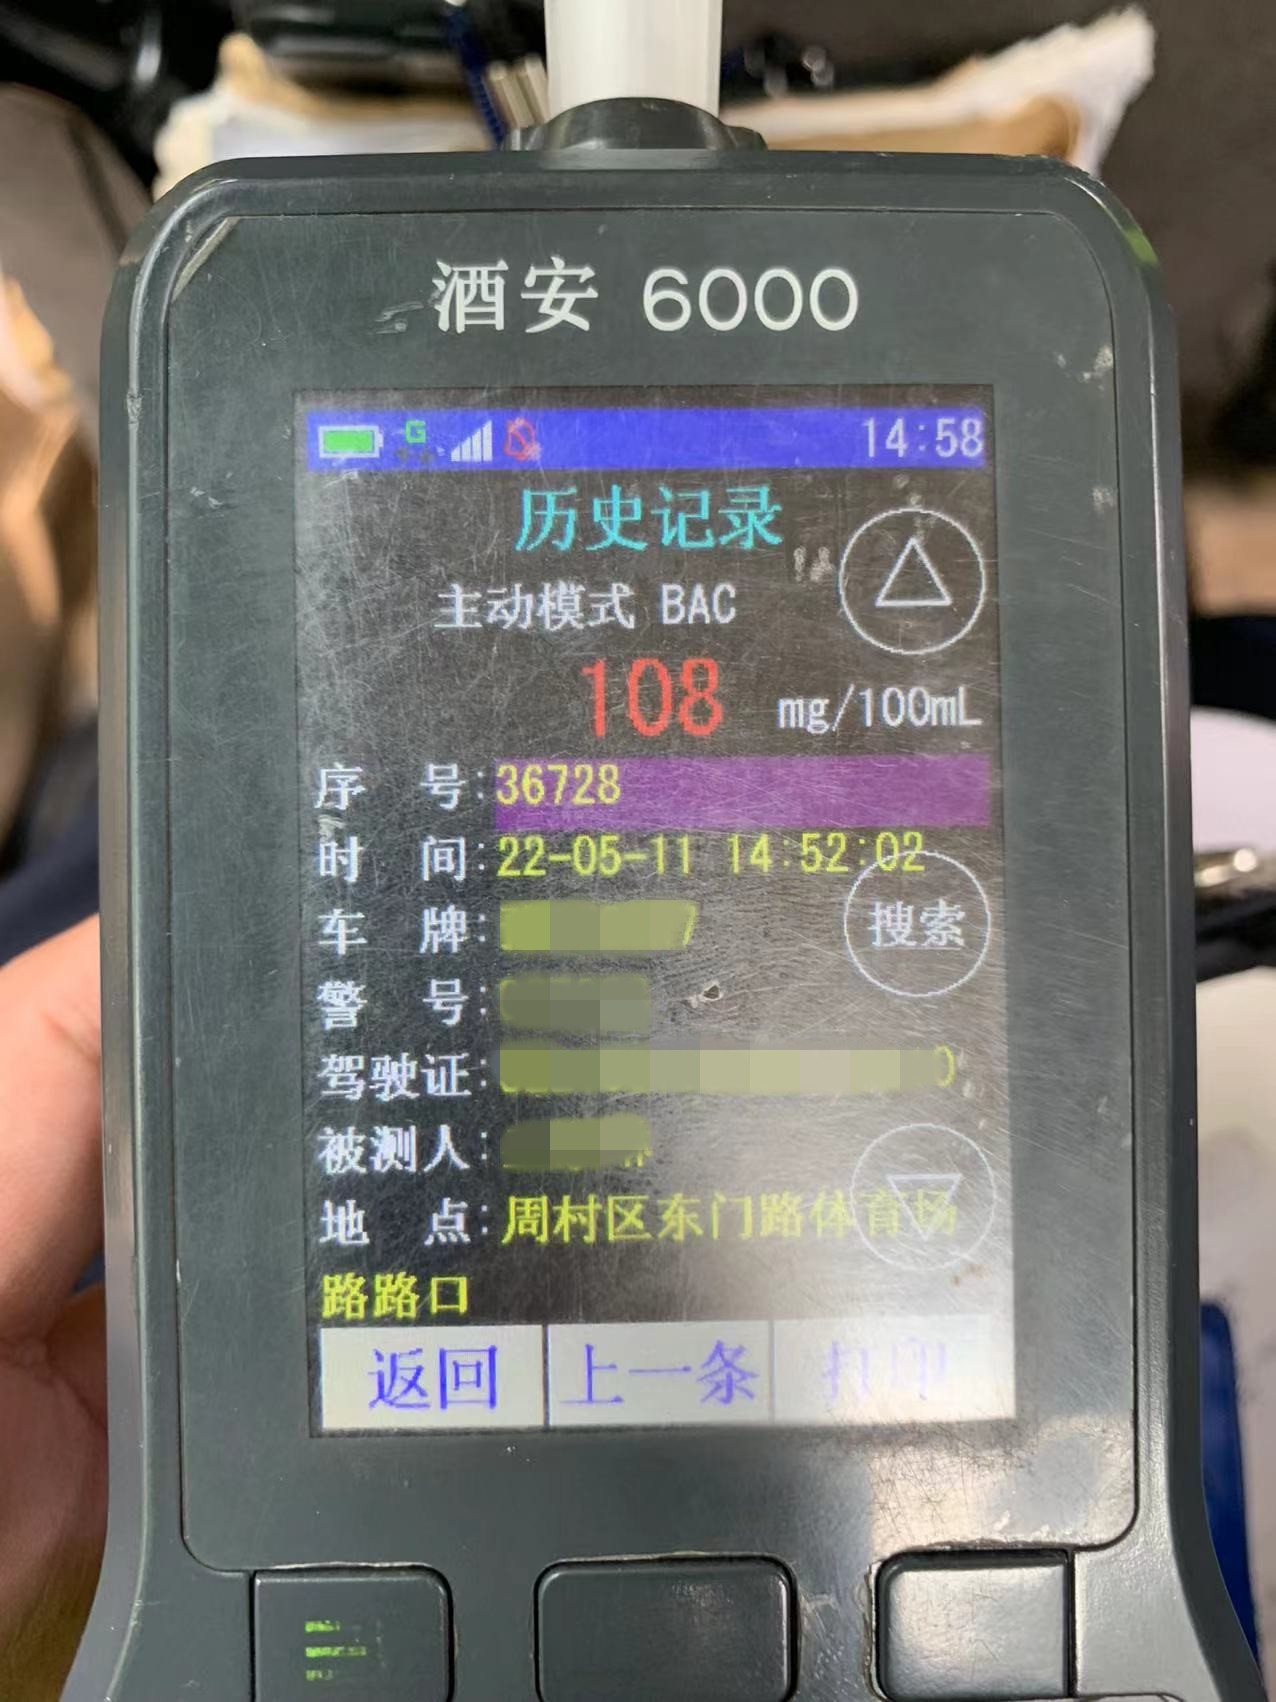 酒安 6000
G 14:58
历史记录
主动模式 BAC
108 mg/100mL
序 号:36728
时 间:22-05-11 14:52:02
车 牌:
搜索
警 号:
驾驶证:
被测人:
地 点:周村区东门路体育场
路路口
返回 上一条 打印